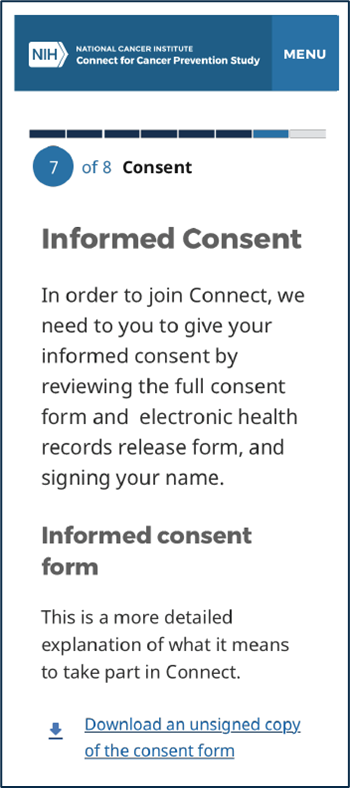 NIH
NATIONAL CANCER INSTITUTE
Connect for Cancer Prevention Study
MENU
7 of 8 Consent
Informed Consent
In order to join Connect, we
need to you to give your
informed consent by
reviewing the full consent
form and  electronic health
records release form, and
signing your name.
Informed consent
form
This is a more detailed
explanation of what it means
to take part in Connect.
Download an unsigned copy
of the consent form